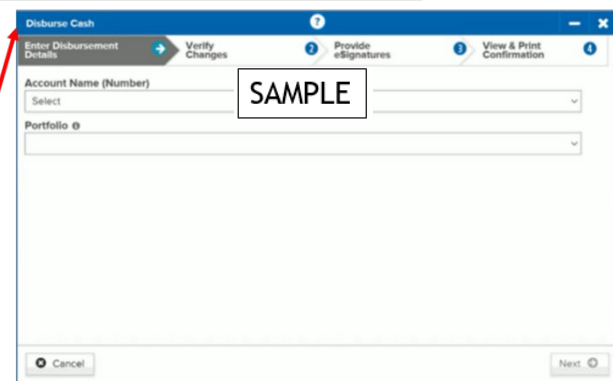 Disburse Cash
Enter Disbursement Details
Verify Changes
2
Provide eSignatures
3
View & Print Confirmation
4
Account Name (Number)
SAMPLE
Select
Portfolio
Cancel
Next